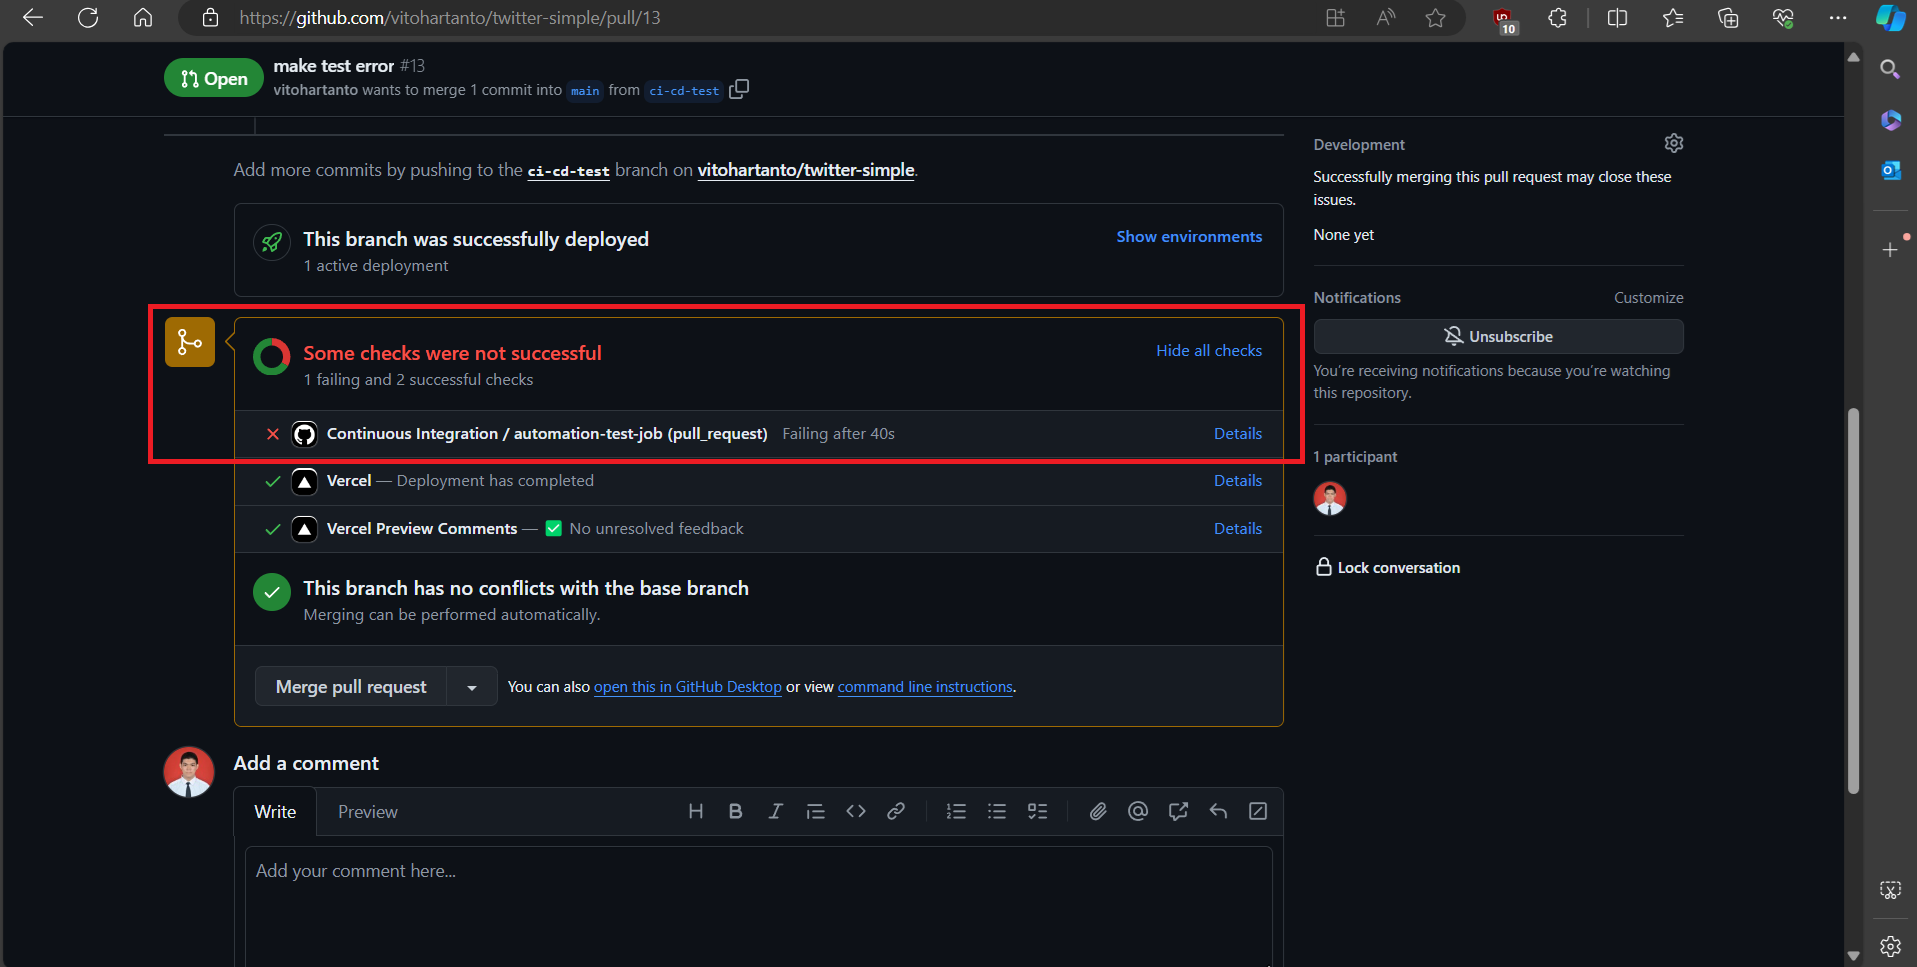 https://github.com/vitohartanto/twitter-simple/pull/13
10
Open
make test error #13
vitohartanto wants to merge 1 commit into main from ci-cd-test
Add more commits by pushing to the ci-cd-test branch on vitohartanto/twitter-simple.
This branch was successfully deployed
Show environments
1 active deployment
Some checks were not successful
Hide all checks
1 failing and 2 successful checks
Continuous Integration / automation-test-job (pull_request) Failing after 40s
Details
Vercel — Deployment has completed
Details
Vercel Preview Comments — ✅ No unresolved feedback
Details
This branch has no conflicts with the base branch
Merging can be performed automatically.
Merge pull request
You can also open this in GitHub Desktop or view command line instructions.
Add a comment
Write
Preview
Add your comment here...
Development
Successfully merging this pull request may close these
issues.
None yet
Notifications
Customize
Unsubscribe
You're receiving notifications because you're watching
this repository.
1 participant
Lock conversation